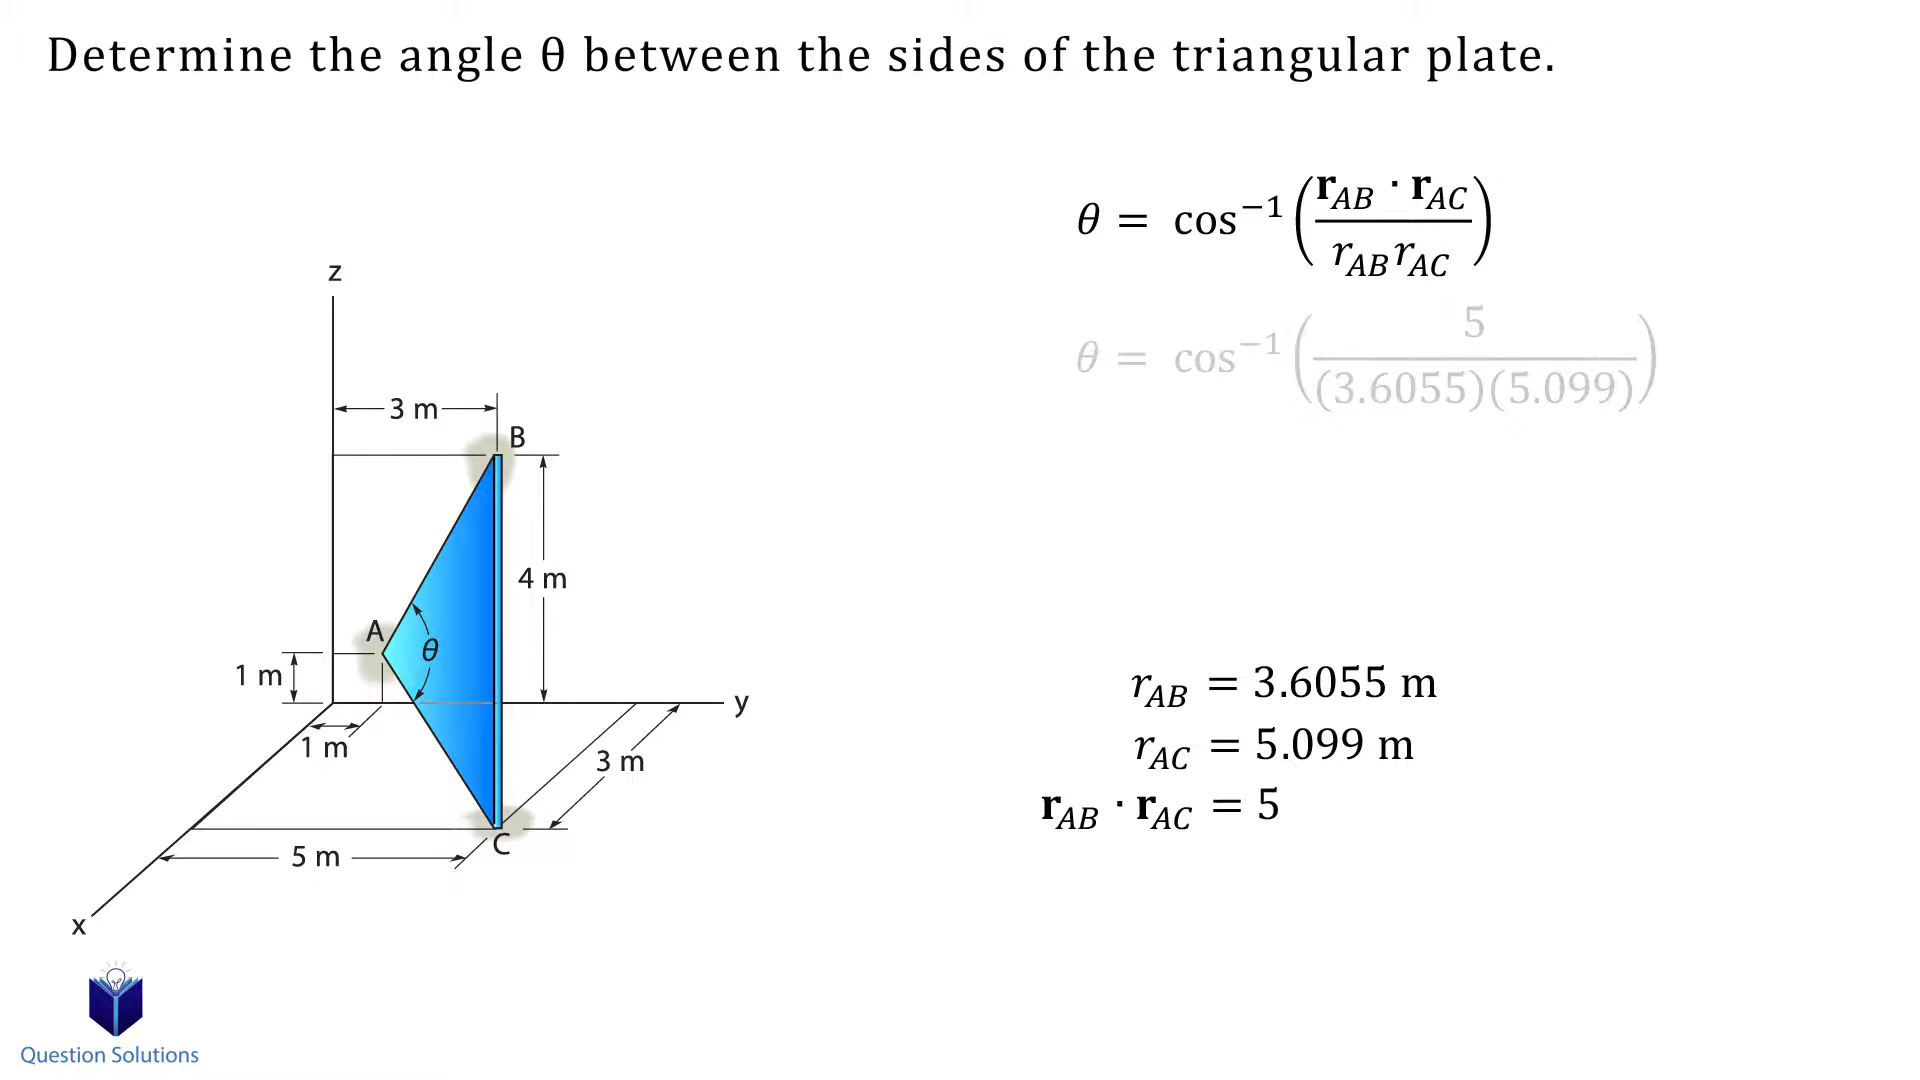 Determine the angle θ between the sides of the triangular plate.
θ = cos⁻¹(𝐫_AB · 𝐫_AC / r_AB r_AC)
θ = cos⁻¹(5 / (3.6055)(5.099))
z
3 m
B
4 m
A
θ
1 m
y
1 m
3 m
C
5 m
x
r_AB = 3.6055 m
r_AC = 5.099 m
𝐫_AB · 𝐫_AC = 5
Question Solutions